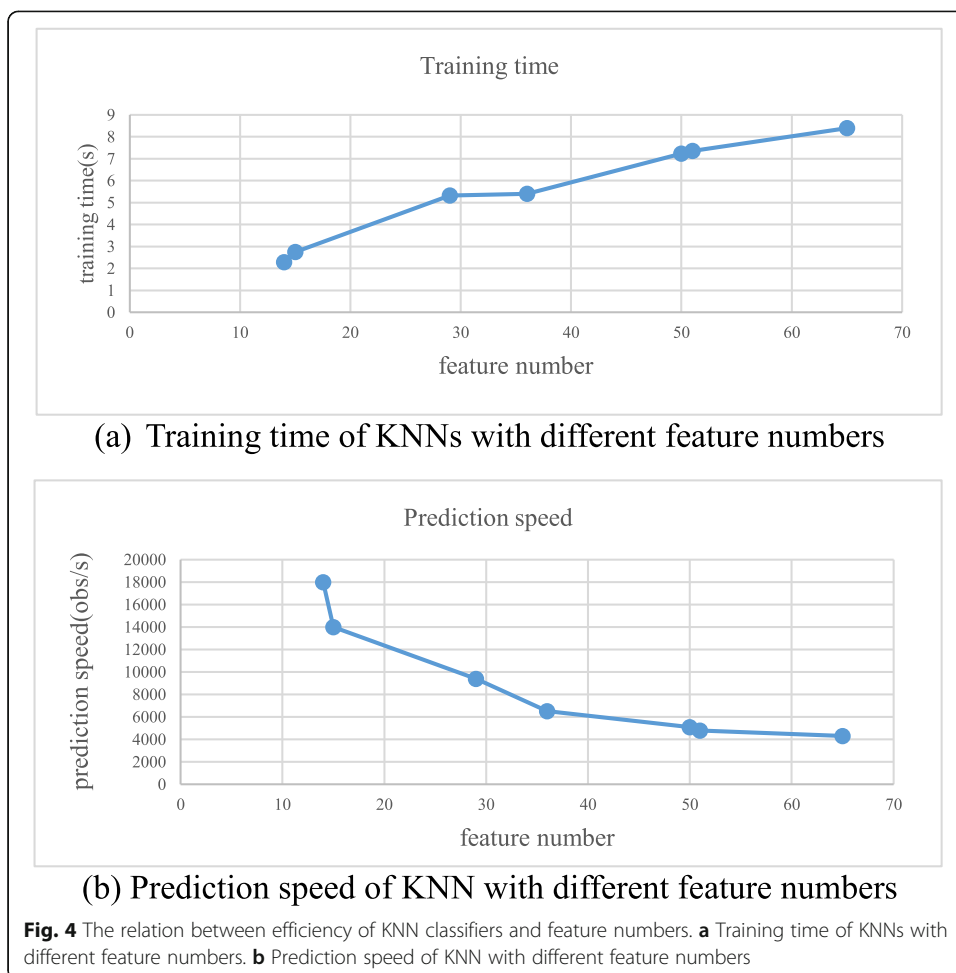 Training time
9
8
7
6
5
4
3
2
1
0
training time(s)
0 10 20 30 40 50 60 70
feature number
(a) Training time of KNNs with different feature numbers
Prediction speed
20000
18000
16000
14000
12000
10000
8000
6000
4000
2000
0
prediction speed(obs/s)
0 10 20 30 40 50 60 70
feature number
(b) Prediction speed of KNN with different feature numbers
Fig. 4 The relation between efficiency of KNN classifiers and feature numbers. a Training time of KNNs with
different feature numbers. b Prediction speed of KNN with different feature numbers